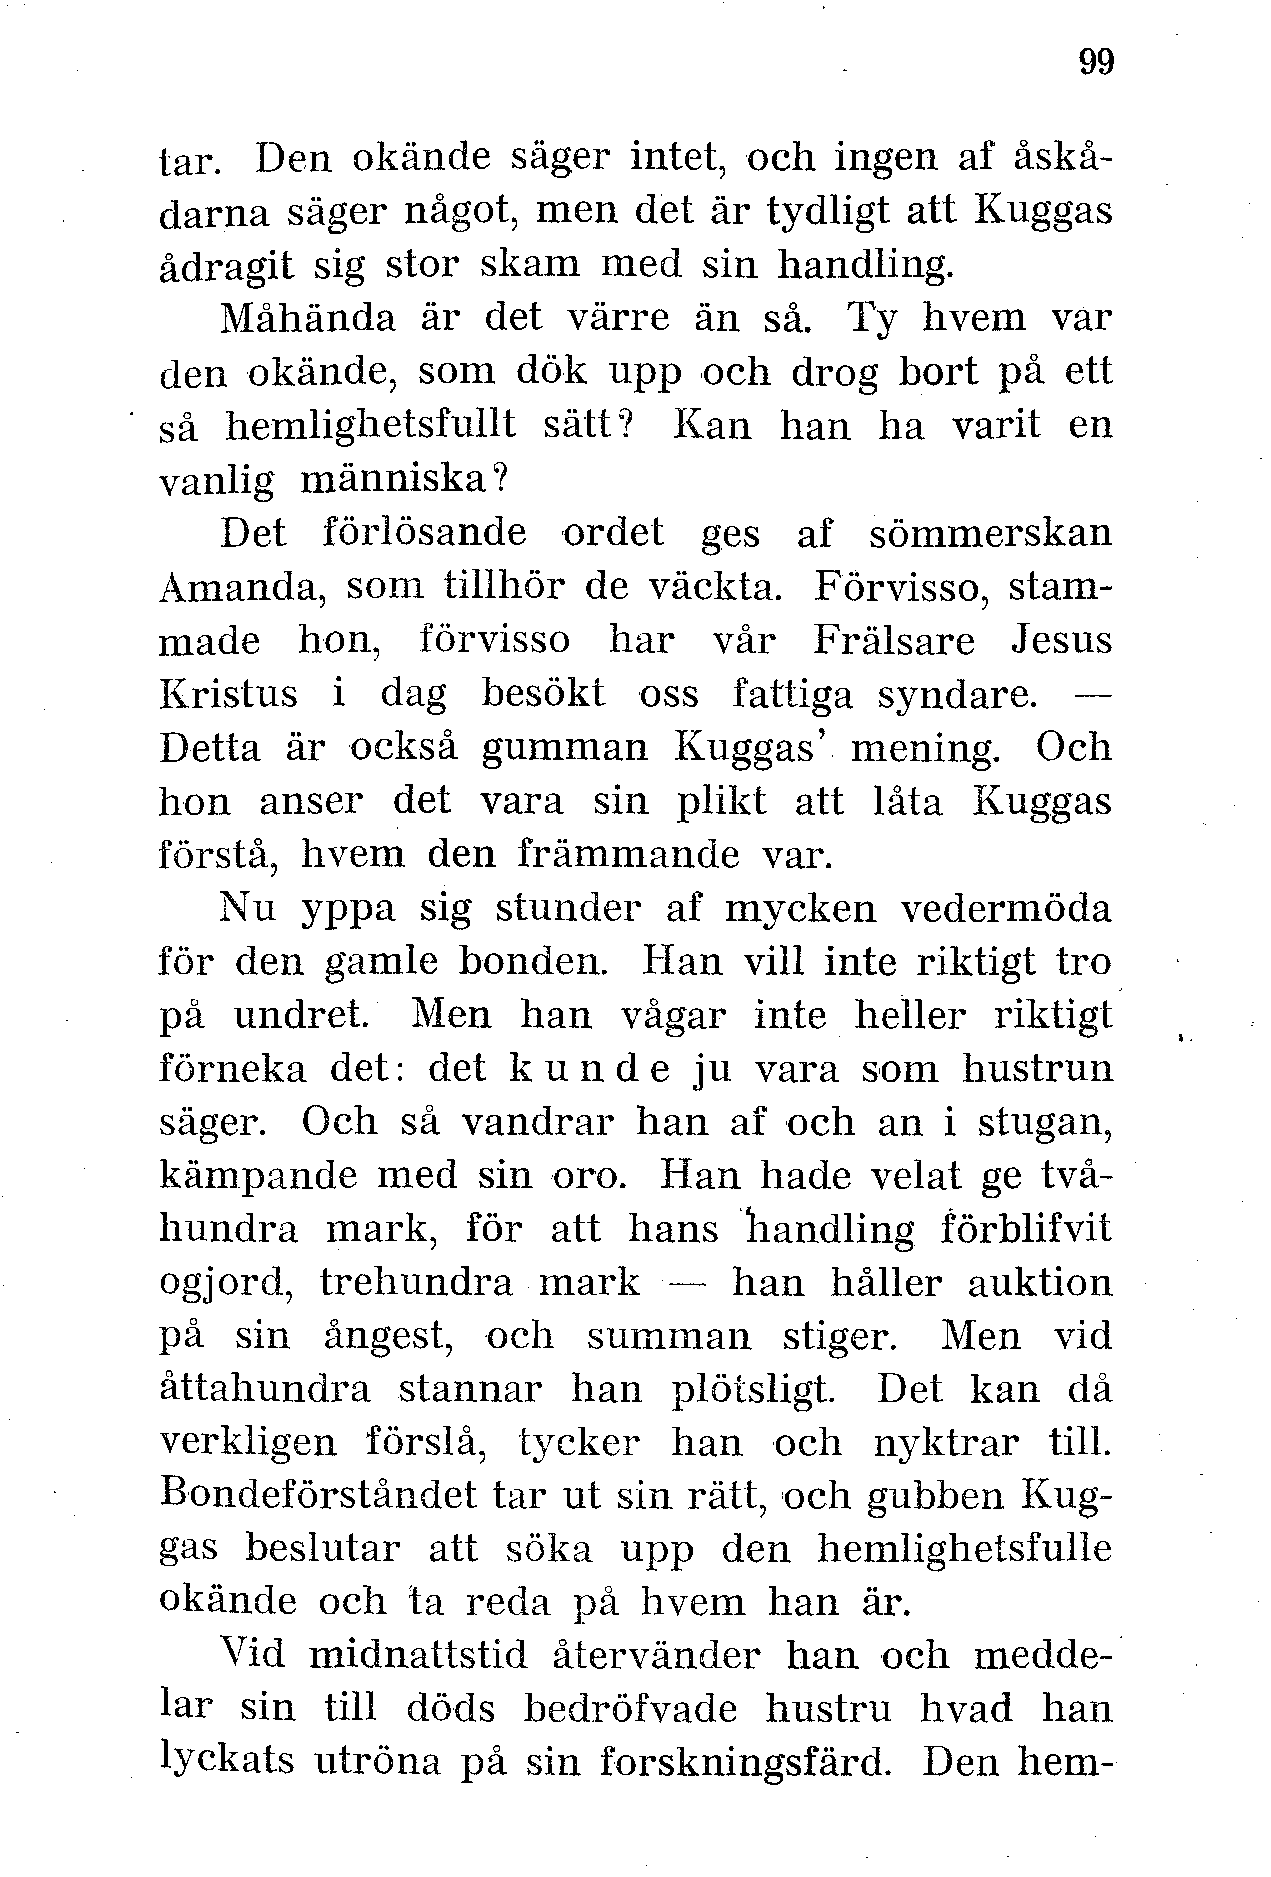 99
tar. Den okände säger intet, och ingen af åskå-
darna säger något, men det är tydligt att Kuggas
ådragit sig stor skam med sin handling.
Måhända är det värre än så. Ty hvem var
den okände, som dök upp och drog bort på ett
så hemlighetsfullt sätt? Kan han ha varit en
vanlig människa?
Det förlösande ordet ges af sömmerskan
Amanda, som tillhör de väckta. Förvisso, stam-
made hon, förvisso har vår Frälsare Jesus
Kristus i dag besökt oss fattiga syndare. —
Detta är också gumman Kuggas' mening. Och
hon anser det vara sin plikt att låta Kuggas
förstå, hvem den främmande var.
Nu yppa sig stunder af mycken vedermöda
för den gamle bonden. Han vill inte riktigt tro
på undret. Men han vågar inte heller riktigt
förneka det: det k u n d e ju vara som hustrun
säger. Och så vandrar han af och an i stugan,
kämpande med sin oro. Han hade velat ge två-
hundra mark, för att hans handling förblifvit
ogjord, trehundra mark — han håller auktion
på sin ångest, och summan stiger. Men vid
åttahundra stannar han plötsligt. Det kan då
verkligen förslå, tycker han och nyktrar till.
Bondeförståndet tar ut sin rätt, och gubben Kug-
gas beslutar att söka upp den hemlighetsfulle
okände och ta reda på hvem han är.
Vid midnattstid återvänder han och medde-
lar sin till döds bedröfvade hustru hvad han
lyckats utröna på sin forskningsfärd. Den hem-